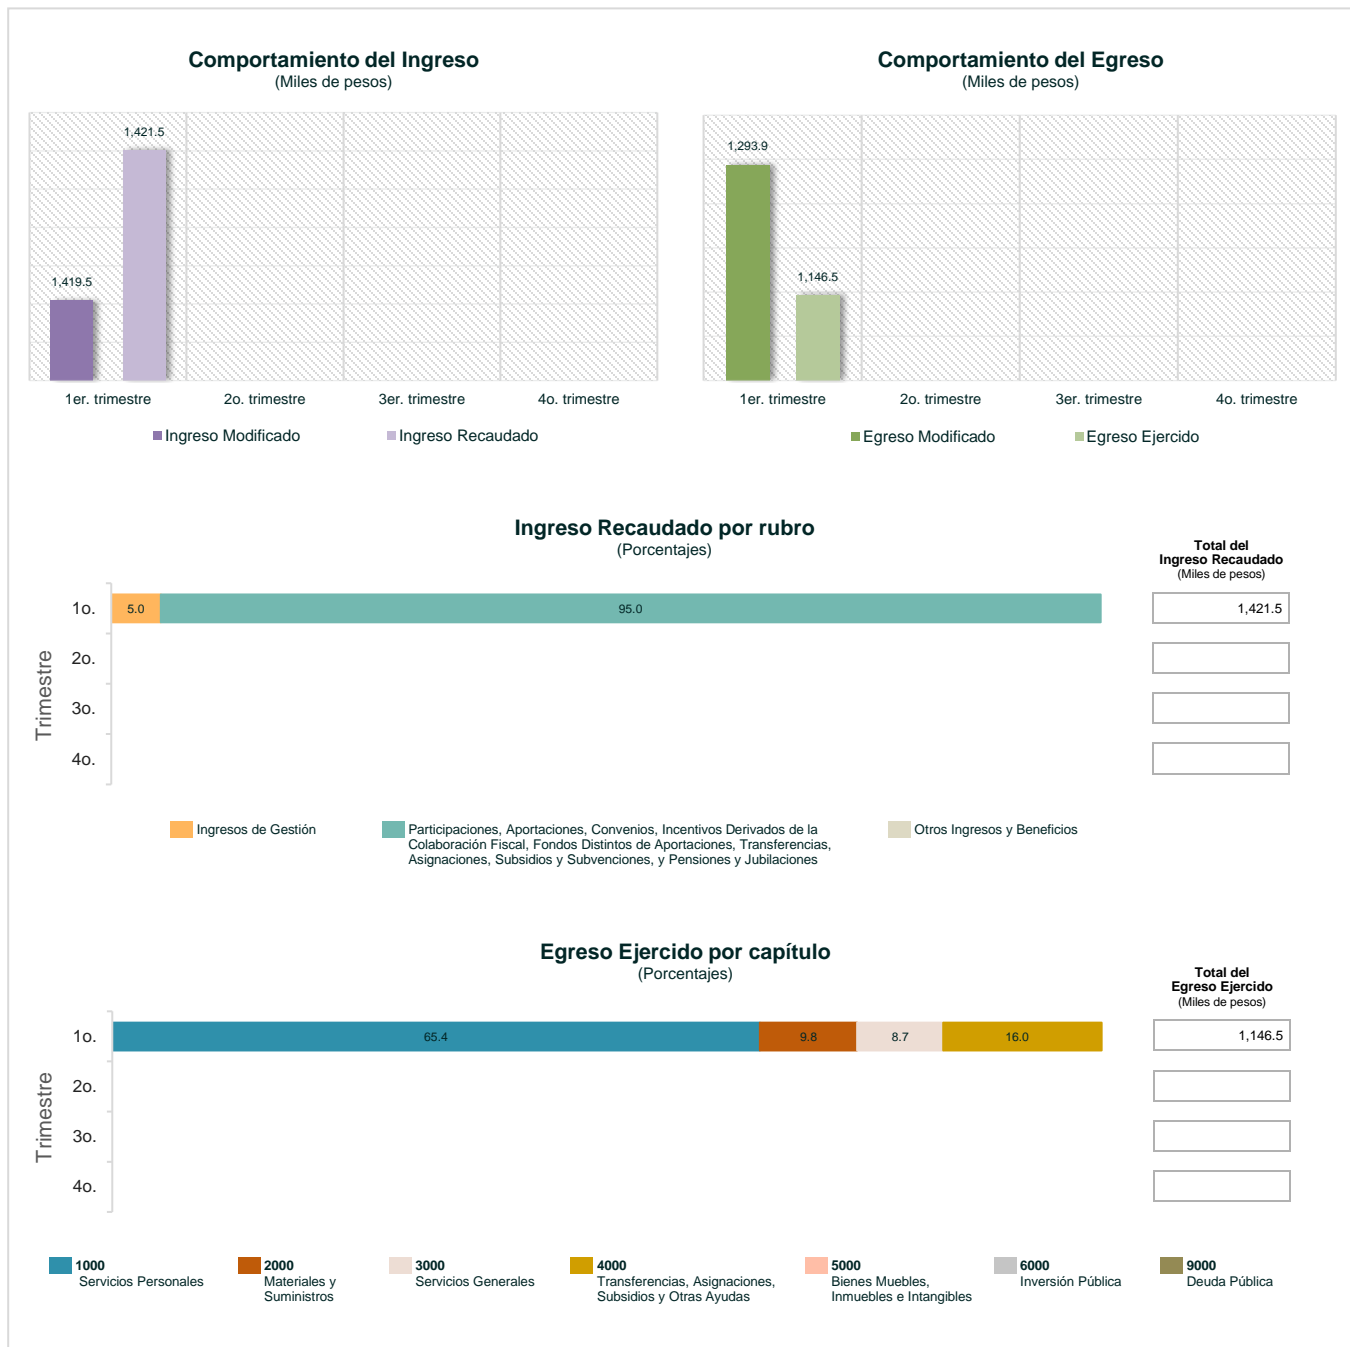 Comportamiento del Ingreso
(Miles de pesos)
1,421.5
1,419.5
1er. trimestre
2o. trimestre
3er. trimestre
4o. trimestre
Ingreso Modificado
Ingreso Recaudado
Comportamiento del Egreso
(Miles de pesos)
1,293.9
1,146.5
1er. trimestre
2o. trimestre
3er. trimestre
4o. trimestre
Egreso Modificado
Egreso Ejercido
Ingreso Recaudado por rubro
(Porcentajes)
Total del
Ingreso Recaudado
(Miles de pesos)
Trimestre
1o.
5.0
95.0
1,421.5
2o.
3o.
4o.
Ingresos de Gestión
Participaciones, Aportaciones, Convenios, Incentivos Derivados de la
Colaboración Fiscal, Fondos Distintos de Aportaciones, Transferencias,
Asignaciones, Subsidios y Subvenciones, y Pensiones y Jubilaciones
Otros Ingresos y Beneficios
Egreso Ejercido por capítulo
(Porcentajes)
Total del
Egreso Ejercido
(Miles de pesos)
Trimestre
1o.
65.4
9.8
8.7
16.0
1,146.5
2o.
3o.
4o.
1000
Servicios Personales
2000
Materiales y
Suministros
3000
Servicios Generales
4000
Transferencias, Asignaciones,
Subsidios y Otras Ayudas
5000
Bienes Muebles,
Inmuebles e Intangibles
6000
Inversión Pública
9000
Deuda Pública